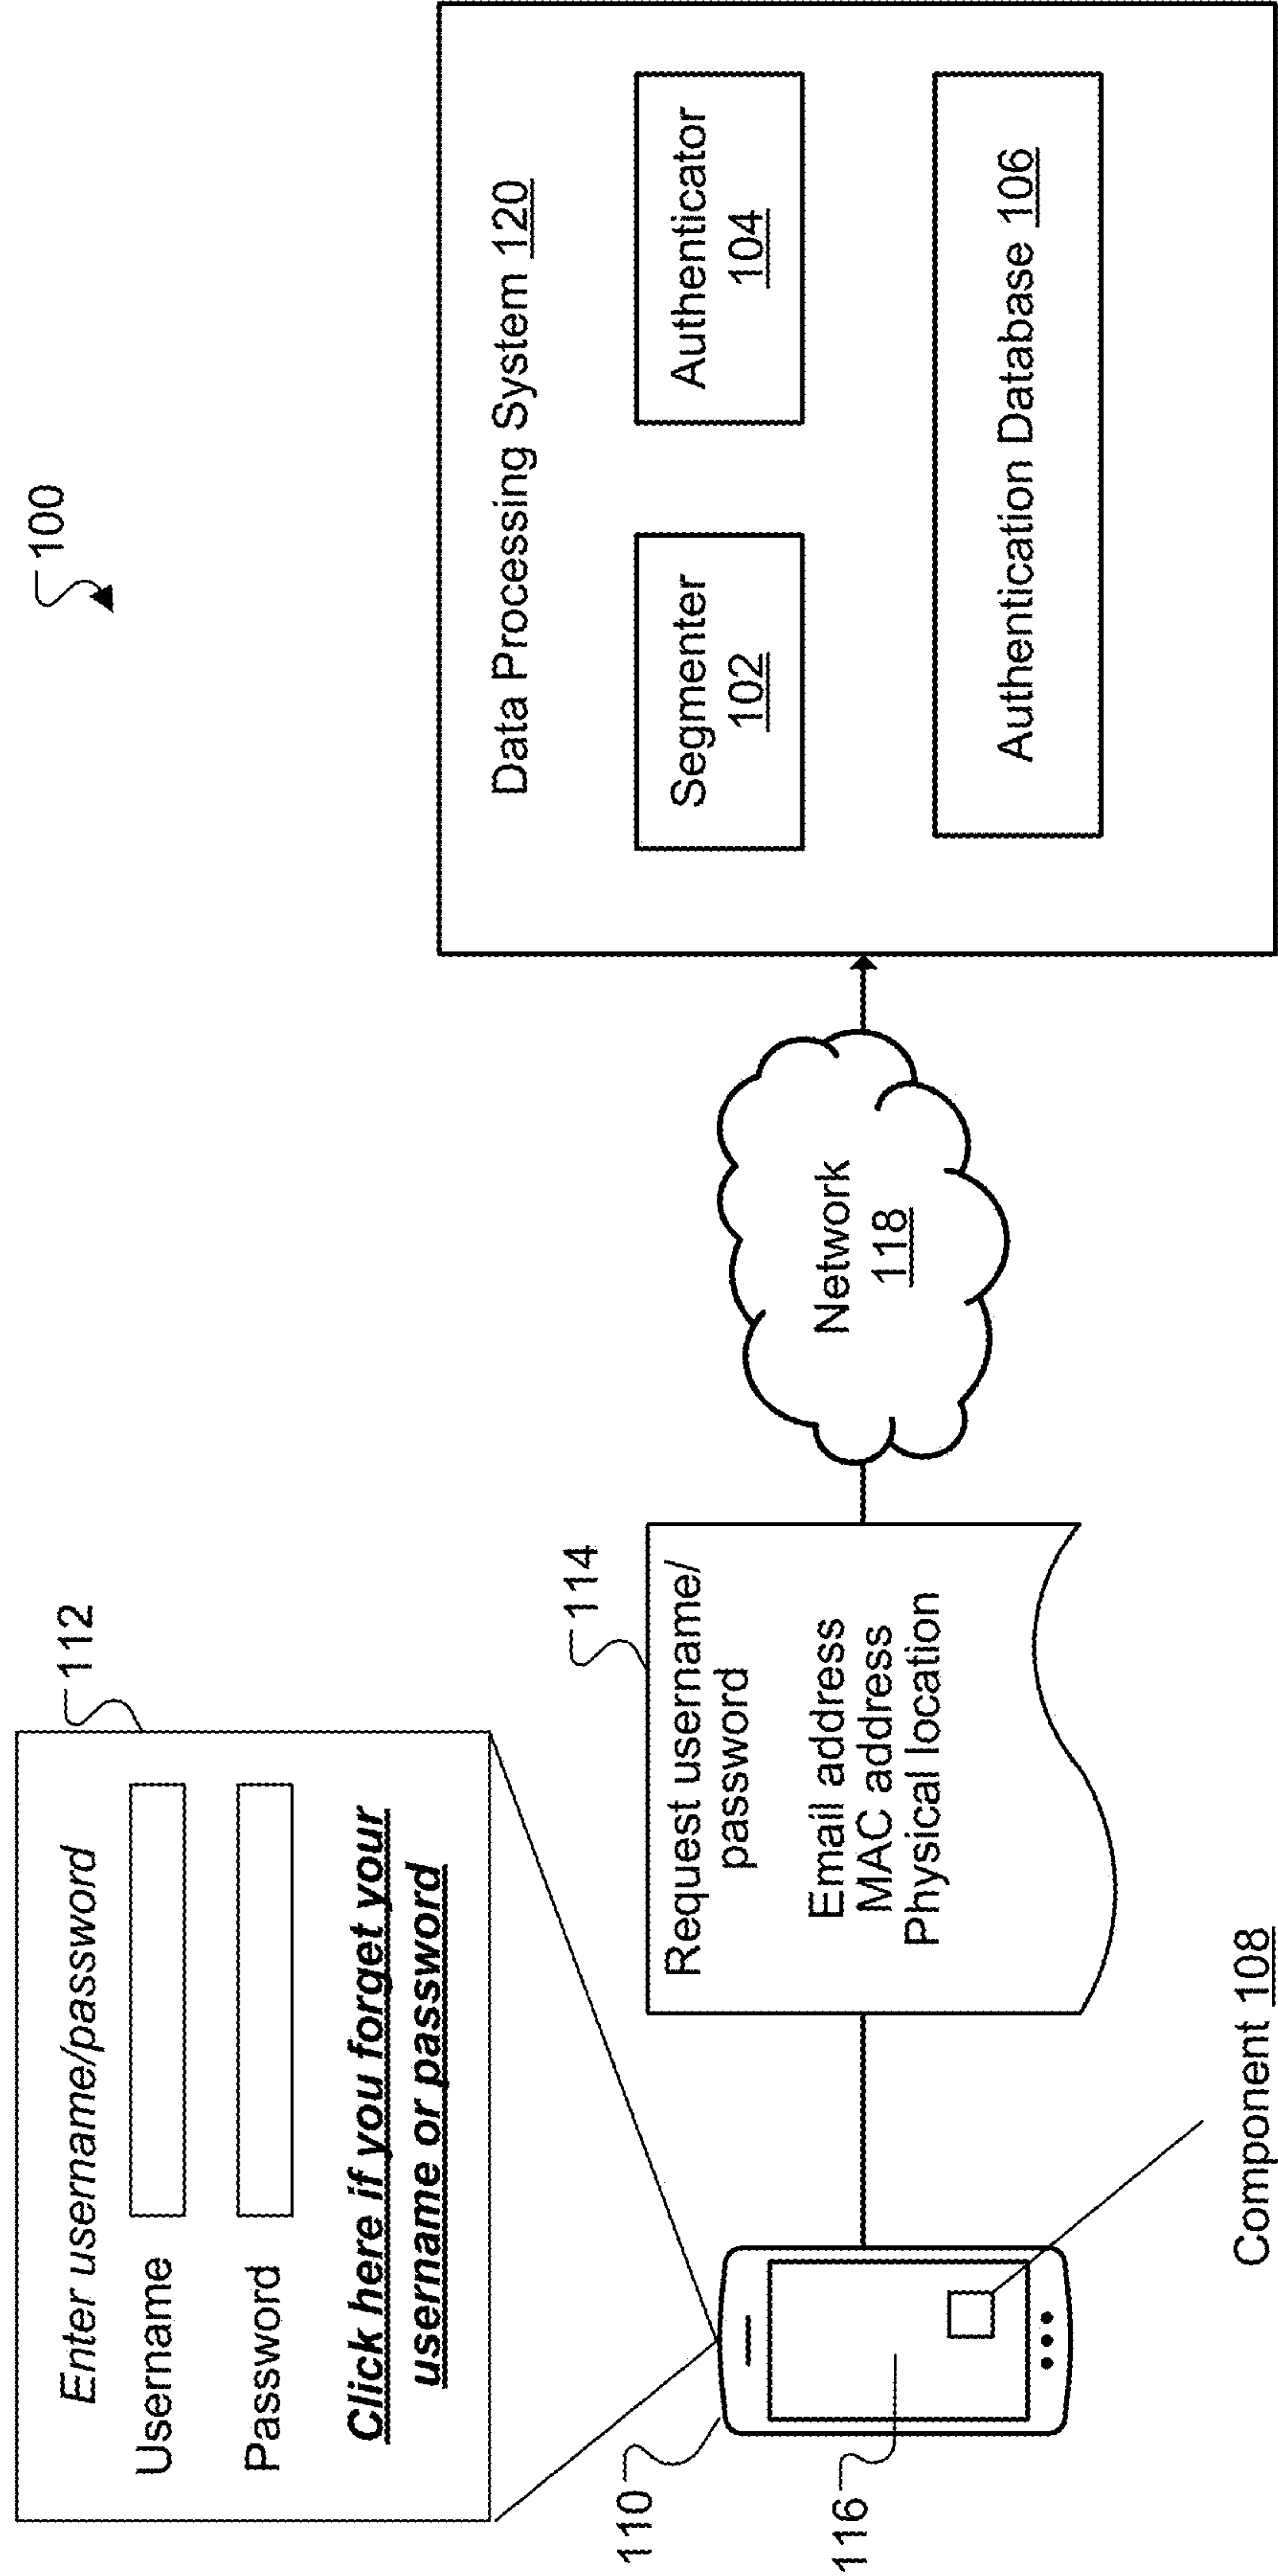 100
112
Enter username/password
Username
Password
Click here if you forget your
username or password
110
116
Component 108
114
Request username/
password
Email address
MAC address
Physical location
Network
118
Data Processing System 120
Segmenter
102
Authenticator
104
Authentication Database 106